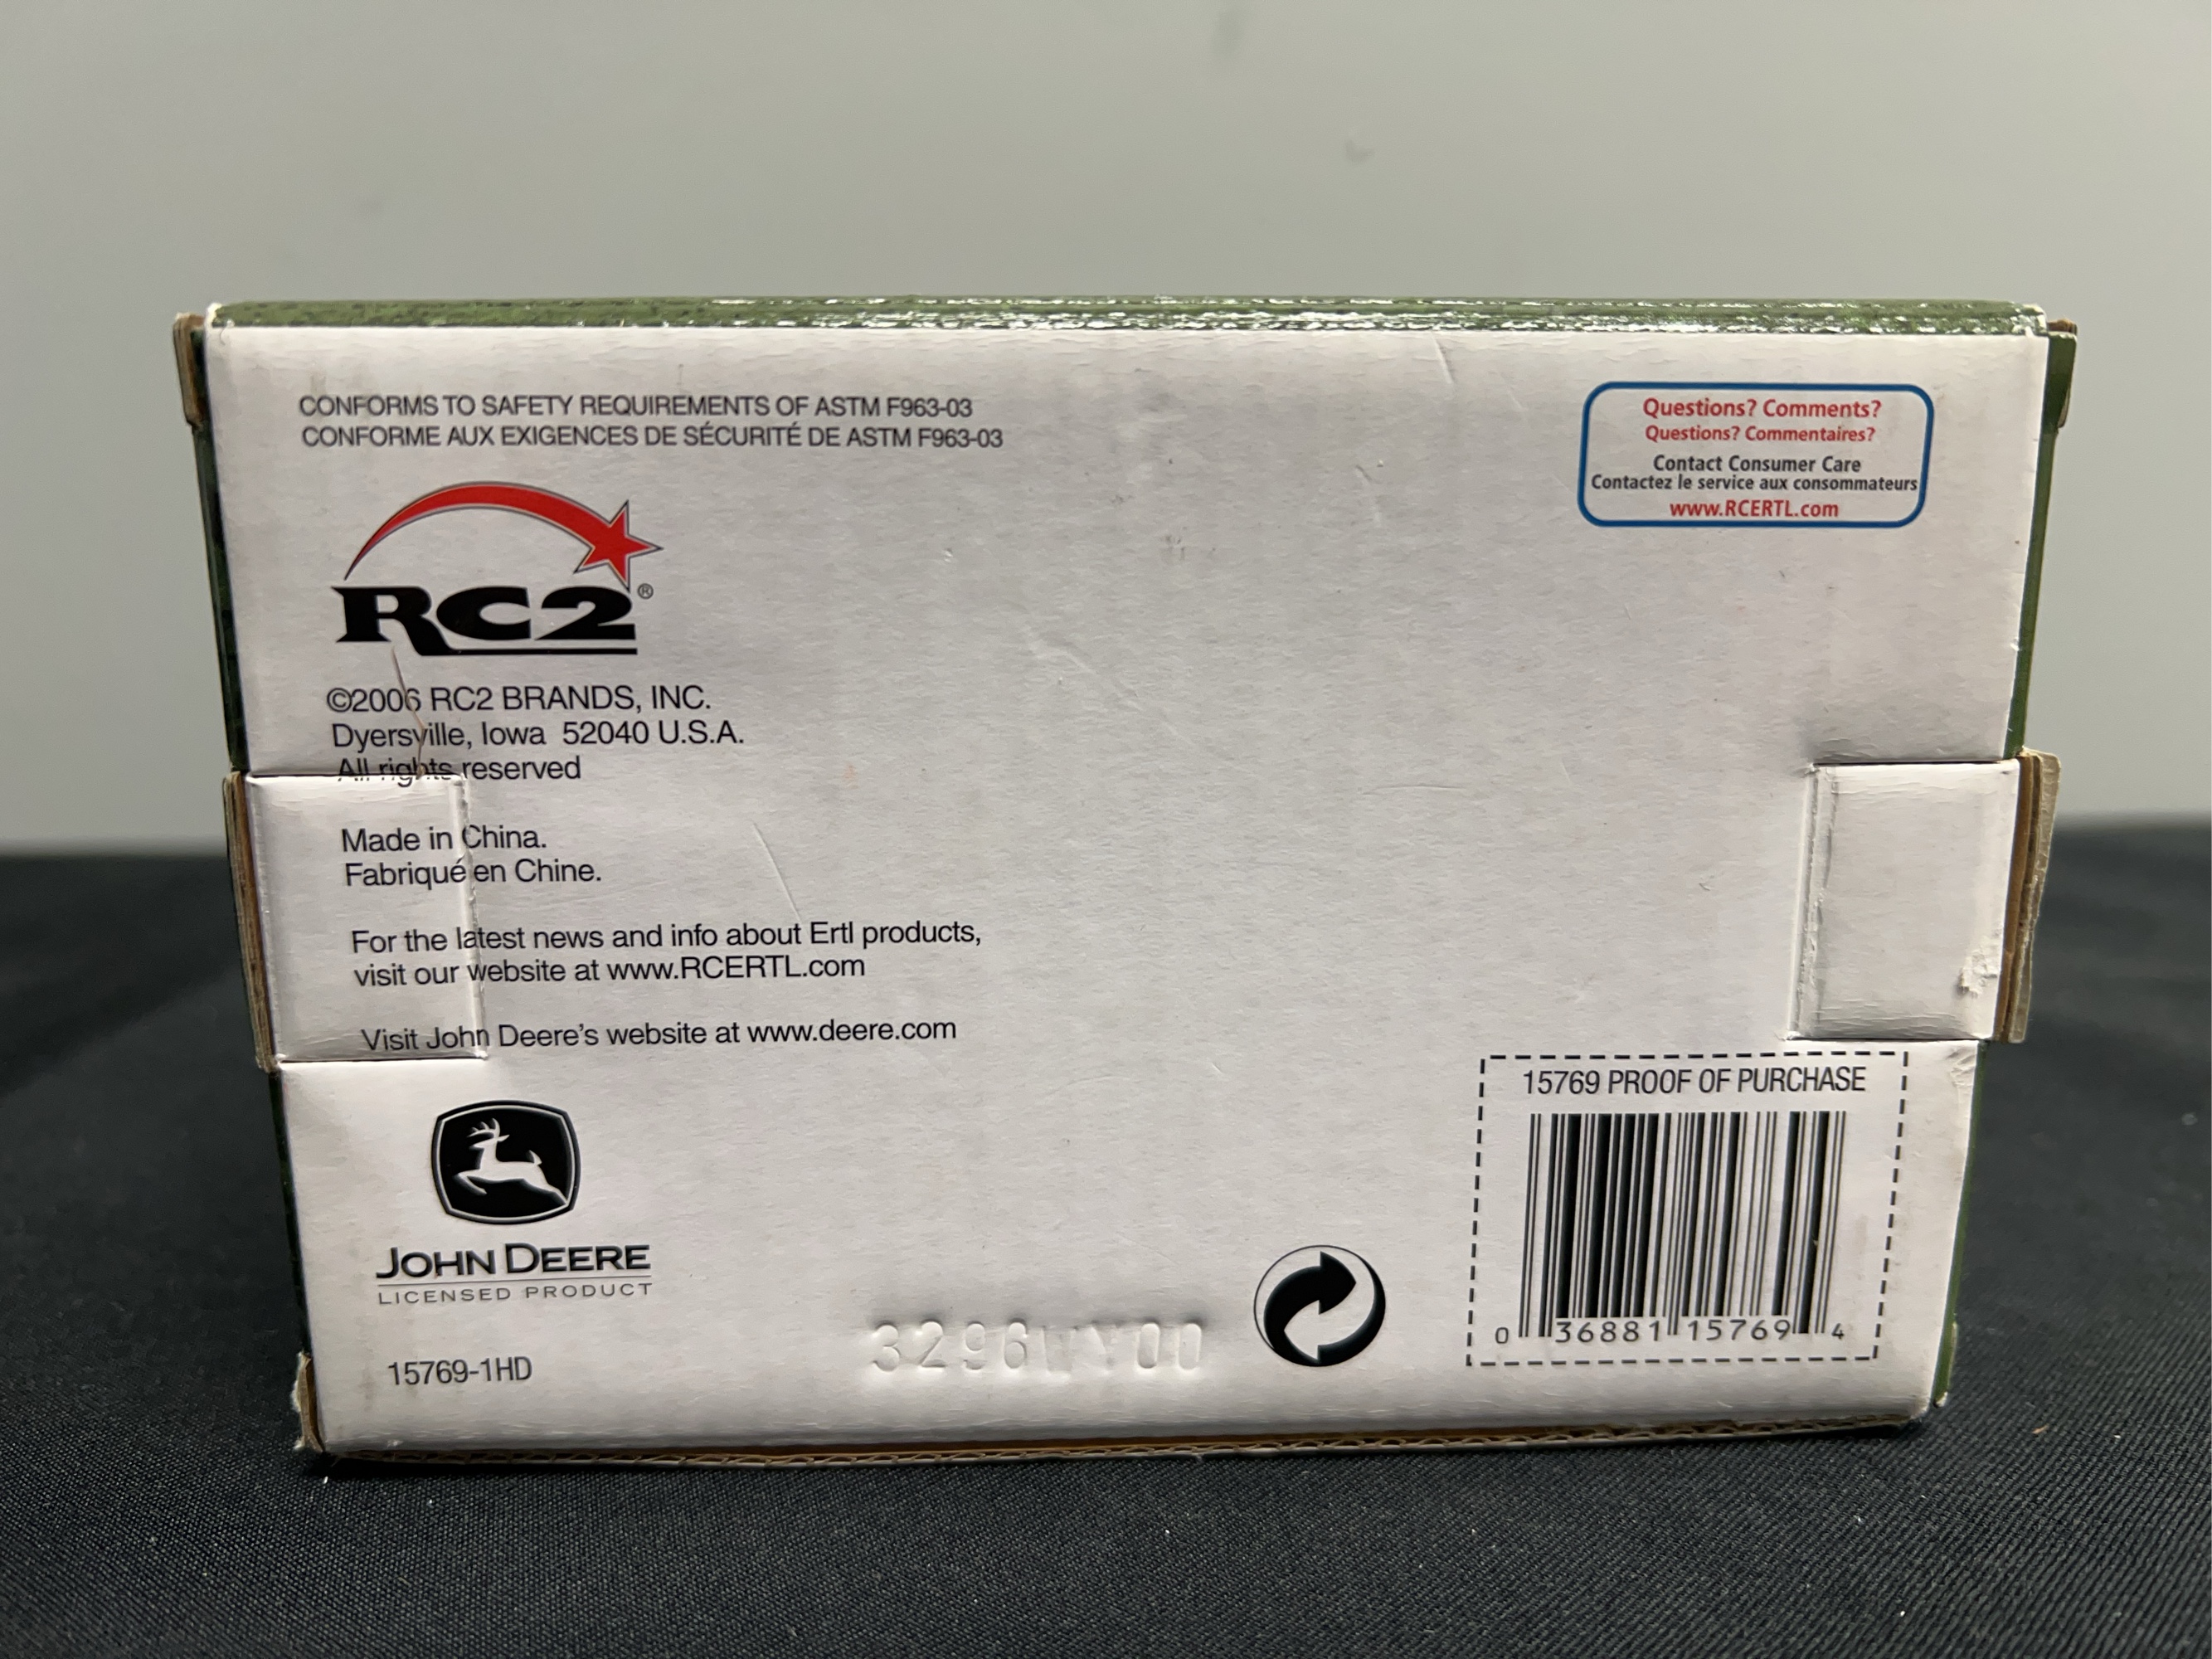 CONFORMS TO SAFETY REQUIREMENTS OF ASTM F963-03
CONFORME AUX EXIGENCES DE SÉCURITÉ DE ASTM F963-03
Questions? Comments?
Questions? Commentaires?
Contact Consumer Care
Contactez le service aux consommateurs
www.RCERTL.com
RC2®
©2006 RC2 BRANDS, INC.
Dyersville, Iowa 52040 U.S.A.
All rights reserved
Made in China.
Fabriqué en Chine.
For the latest news and info about Ertl products,
visit our website at www.RCERTL.com
Visit John Deere's website at www.deere.com
JOHN DEERE
LICENSED PRODUCT
15769-1HD
15769 PROOF OF PURCHASE
0 36881 15769 4